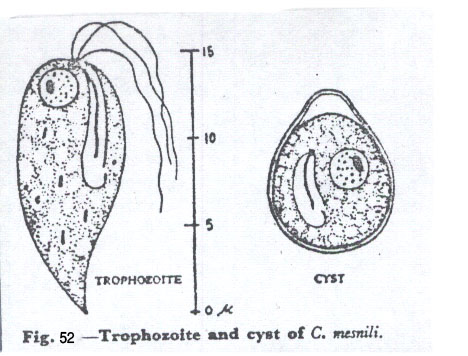 15
10
5
TROPHOZOITE
CYST
0 μ
Fig. 52 —Trophozoite and cyst of C. mesnili.